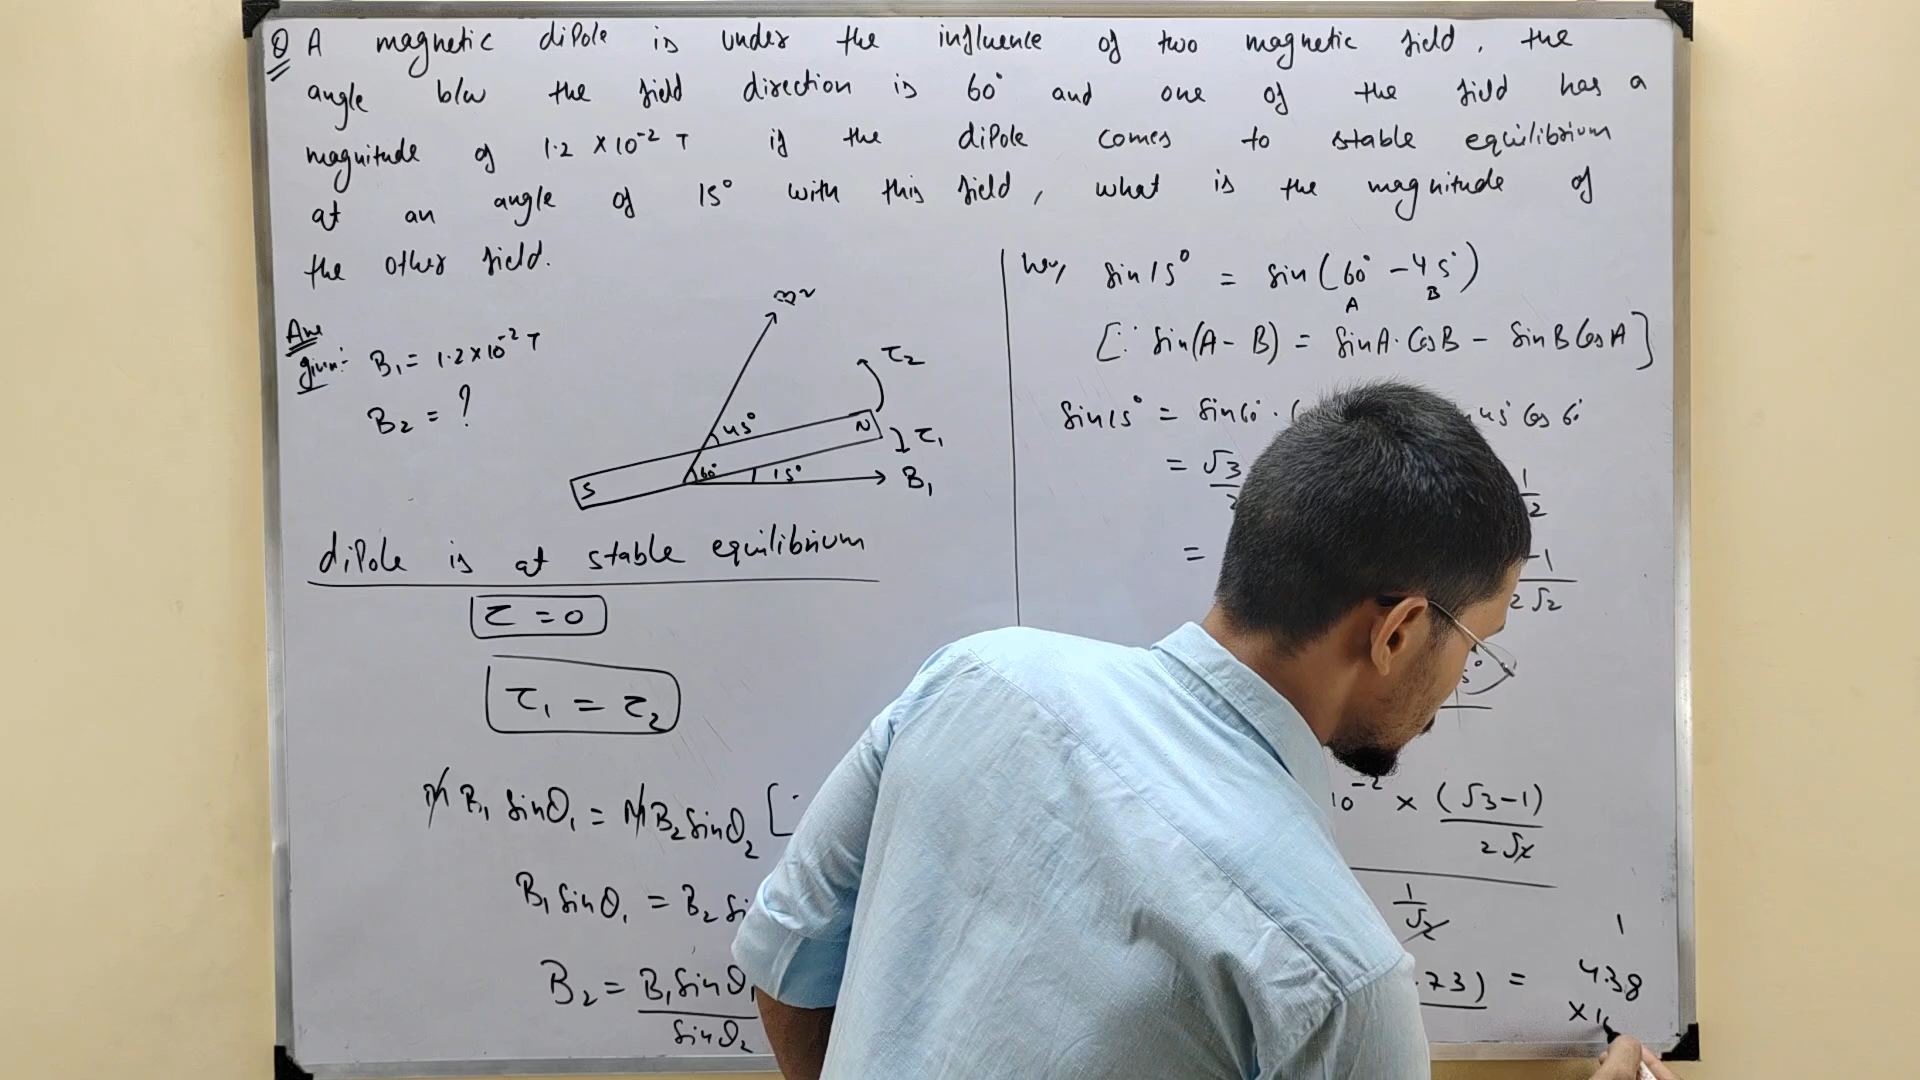 Q A magnetic dipole is under the influence of two magnetic field, the
angle b/w the field direction is 60° and one of the field has a
magnitude of 1.2 × 10⁻² T if the dipole comes to stable equilibrium
at an angle of 15° with this field, what is the magnitude of
the other field.
Ans
given:- B₁ = 1.2 × 10⁻² T
B₂ = ?
τ₂
45°
N
τ₁
S
60°
15°
B₁
dipole is at stable equilibrium
τ = 0
τ₁ = τ₂
M B₁ sinθ₁ = M B₂ sinθ₂ [∵
B₁ sinθ₁ = B₂ si
B₂ = B₁ sinθ₁ / sinθ₂
sin15° = sin(60° - 45°)
A B
[∵ sin(A - B) = sinA · CosB - sinB CosA]
sin15° = sin60° · 45° Cos 60
= √3 1/2
= -1 / 2√2
5°
10⁻² × (√3-1) / 2√2
1/√2
.73) = 4.38
1
×1